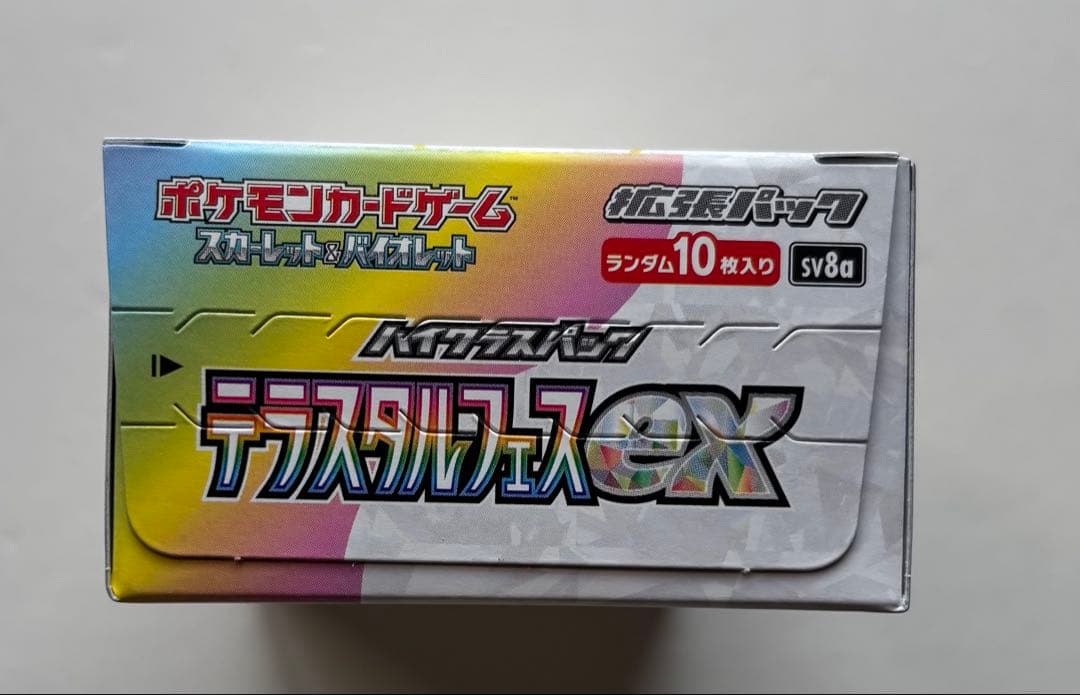 ポケモンカードゲーム™
スカーレット&バイオレット
拡張パック
ランダム10枚入り
SV8a
ハイクラスパック
テラスタルフェスex